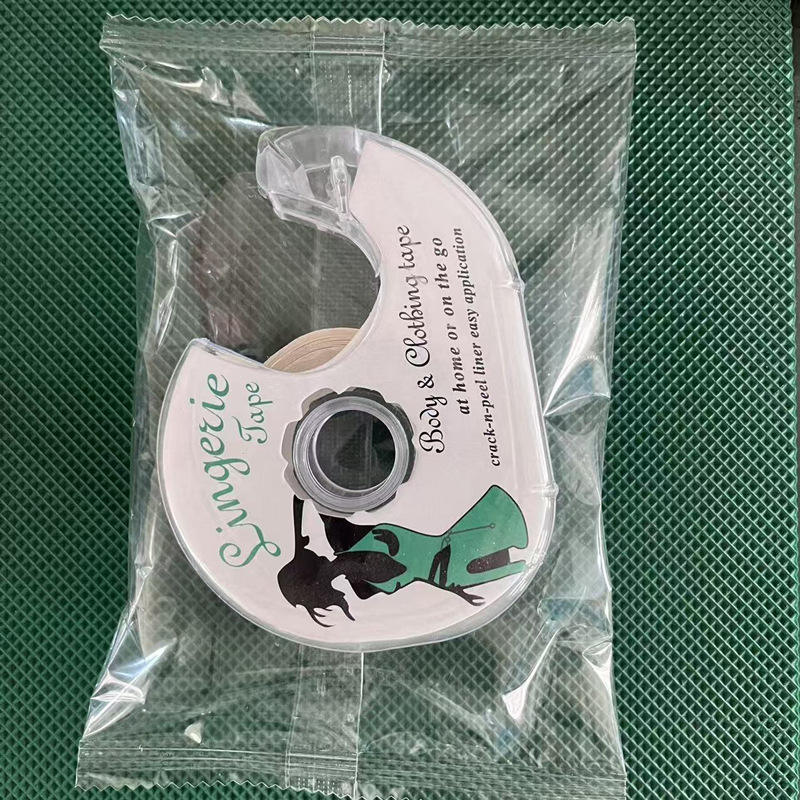 Lingerie
Tape
Body & Clothing tape
at home or on the go
crack-n-peel liner easy application